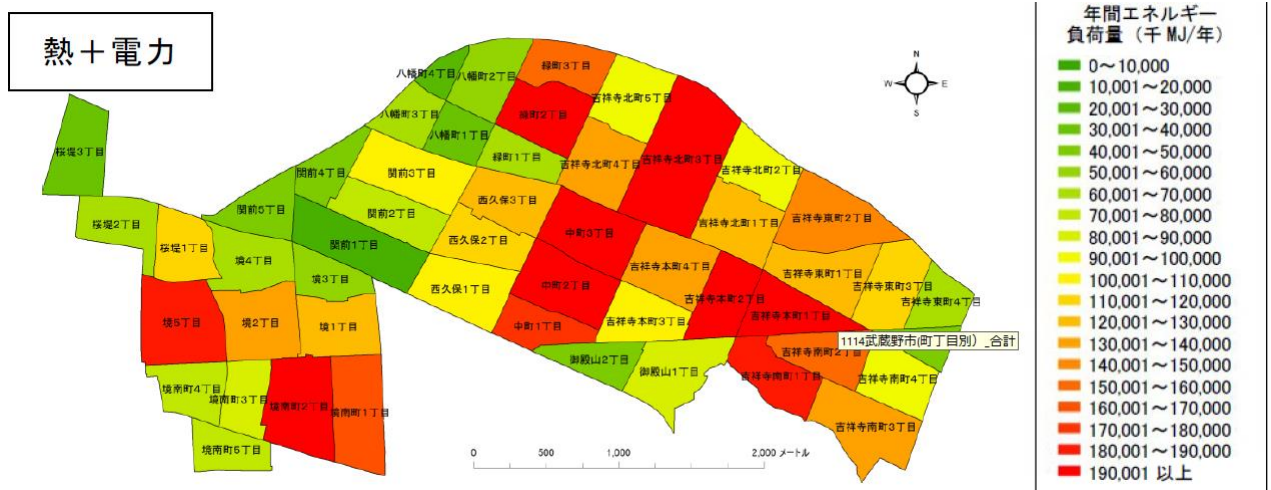 熱＋電力
年間エネルギー
負荷量（千MJ/年）
0～10,000
10,001～20,000
20,001～30,000
30,001～40,000
40,001～50,000
50,001～60,000
60,001～70,000
70,001～80,000
80,001～90,000
90,001～100,000
100,001～110,000
110,001～120,000
120,001～130,000
130,001～140,000
140,001～150,000
150,001～160,000
160,001～170,000
170,001～180,000
180,001～190,000
190,001 以上
N
W
E
S
八幡町4丁目
八幡町2丁目
緑町3丁目
吉祥寺北町5丁目
八幡町3丁目
緑町2丁目
八幡町1丁目
桜堤3丁目
緑町1丁目
吉祥寺北町4丁目
吉祥寺北町3丁目
吉祥寺北町2丁目
関前4丁目
関前3丁目
関前5丁目
関前2丁目
西久保3丁目
吉祥寺北町1丁目
吉祥寺東町2丁目
桜堤2丁目
桜堤1丁目
関前1丁目
西久保2丁目
中町3丁目
境4丁目
境3丁目
吉祥寺本町4丁目
吉祥寺東町1丁目
吉祥寺東町3丁目
西久保1丁目
中町2丁目
吉祥寺本町2丁目
吉祥寺東町4丁目
境5丁目
境2丁目
境1丁目
中町1丁目
吉祥寺本町3丁目
吉祥寺本町1丁目
1114武蔵野市(町丁目別）_合計
御殿山2丁目
御殿山1丁目
吉祥寺南町2丁目
吉祥寺南町1丁目
吉祥寺南町4丁目
境南町4丁目
境南町3丁目
境南町2丁目
境南町1丁目
吉祥寺南町3丁目
境南町5丁目
0
500
1,000
2,000 メートル